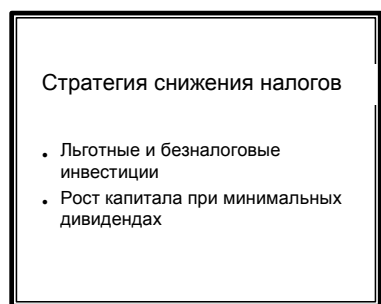 Стратегия снижения налогов
• Льготные и безналоговые
инвестиции
• Рост капитала при минимальных
дивидендах